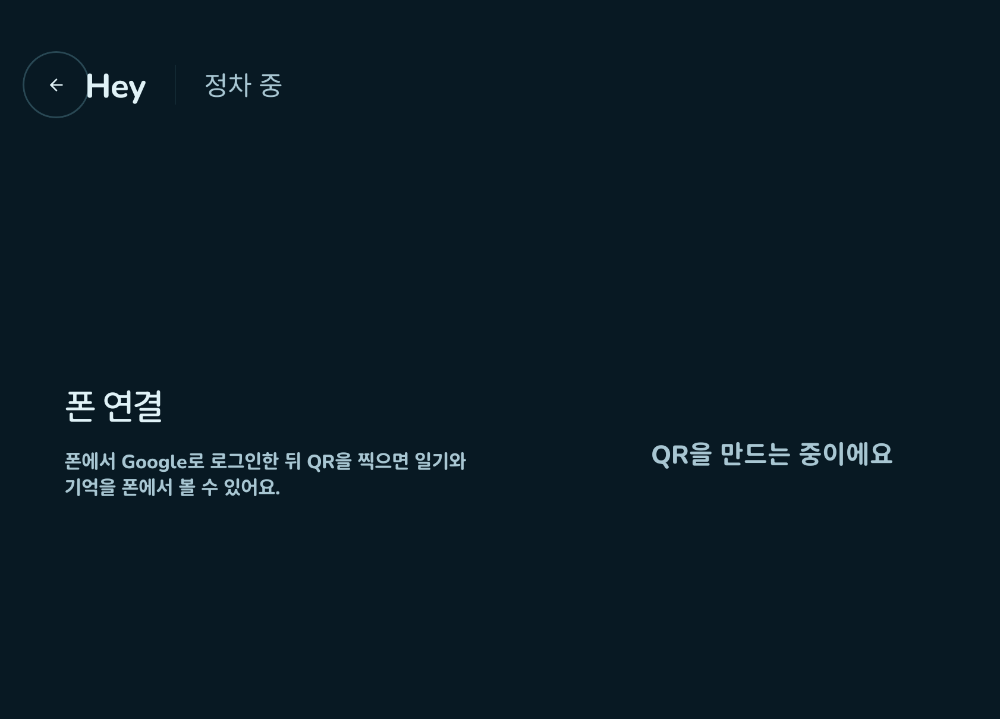 Hey
정차 중
폰 연결
폰에서 Google로 로그인한 뒤 QR을 찍으면 일기와
기억을 폰에서 볼 수 있어요.
QR을 만드는 중이에요